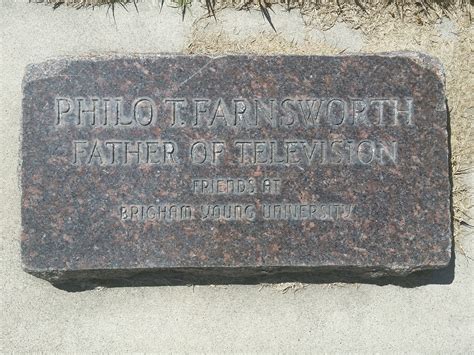 PHILO T. FARNSWORTH
FATHER OF TELEVISION
FRIENDS AT
BRIGHAM YOUNG UNIVERSITY